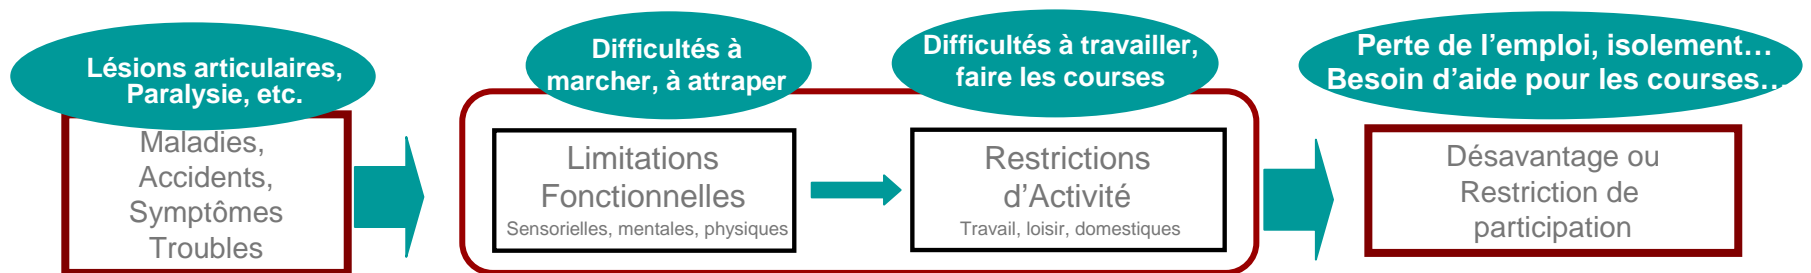 Lésions articulaires,
Paralysie, etc.
Maladies,
Accidents,
Symptômes
Troubles
Difficultés à
marcher, à attraper
Limitations
Fonctionnelles
Sensorielles, mentales, physiques
Difficultés à travailler,
faire les courses
Restrictions
d’Activité
Travail, loisir, domestiques
Perte de l’emploi, isolement…
Besoin d’aide pour les courses…
Désavantage ou
Restriction de
participation